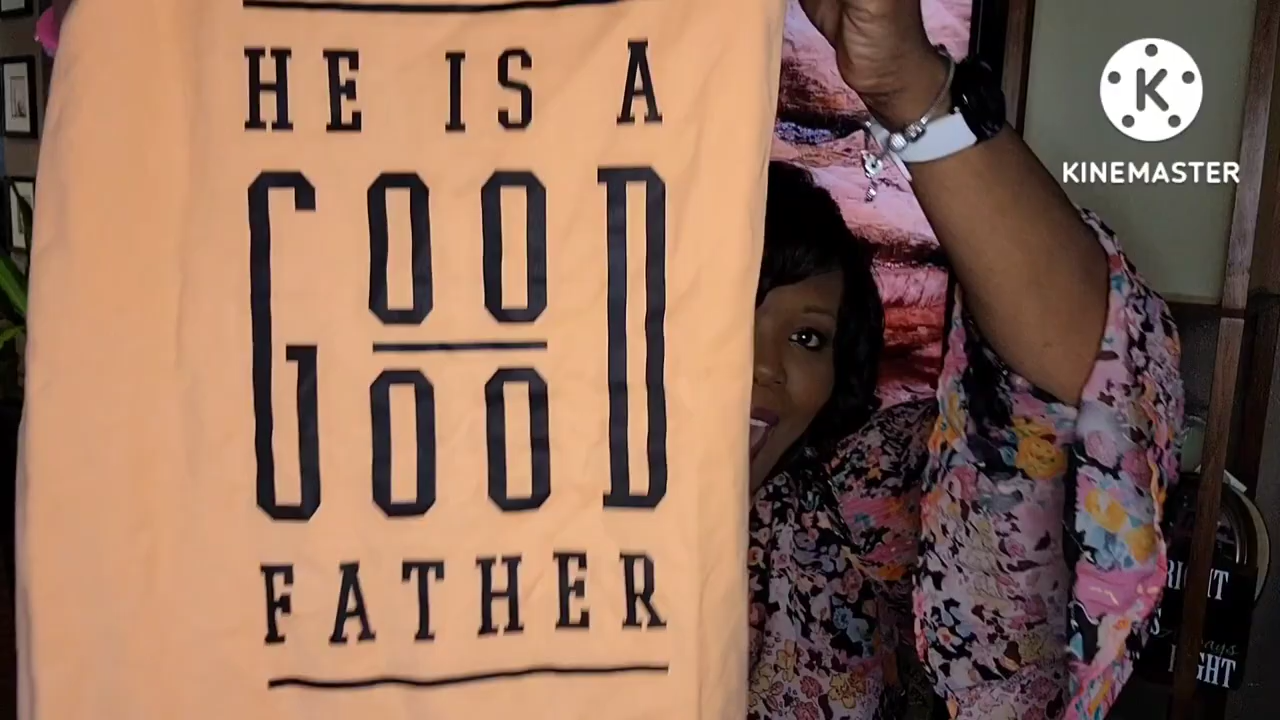 HE IS A
GOOD
GOOD
FATHER
K
KINEMASTER